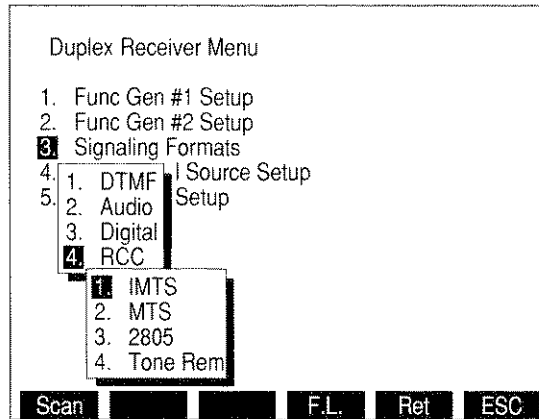 Duplex Receiver Menu
1. Func Gen #1 Setup
2. Func Gen #2 Setup
3. Signaling Formats
4. l Source Setup
5. Setup
1. DTMF
2. Audio
3. Digital
4. RCC
1. IMTS
2. MTS
3. 2805
4. Tone Rem
Scan F.L. Ret ESC